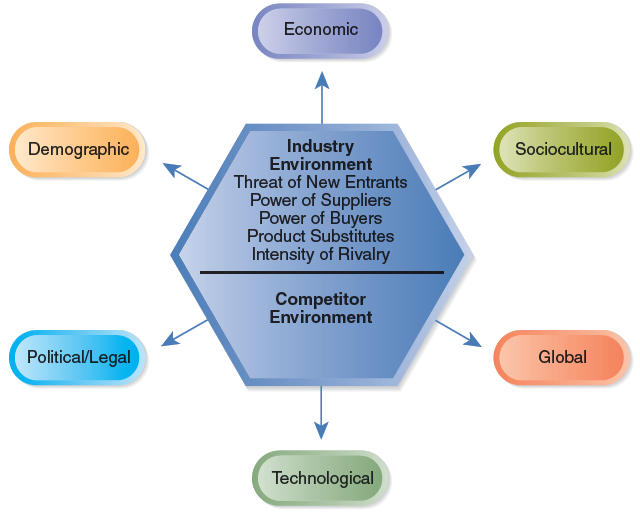 Economic
Demographic
Sociocultural
Industry
Environment
Threat of New Entrants
Power of Suppliers
Power of Buyers
Product Substitutes
Intensity of Rivalry
Competitor
Environment
Political/Legal
Global
Technological